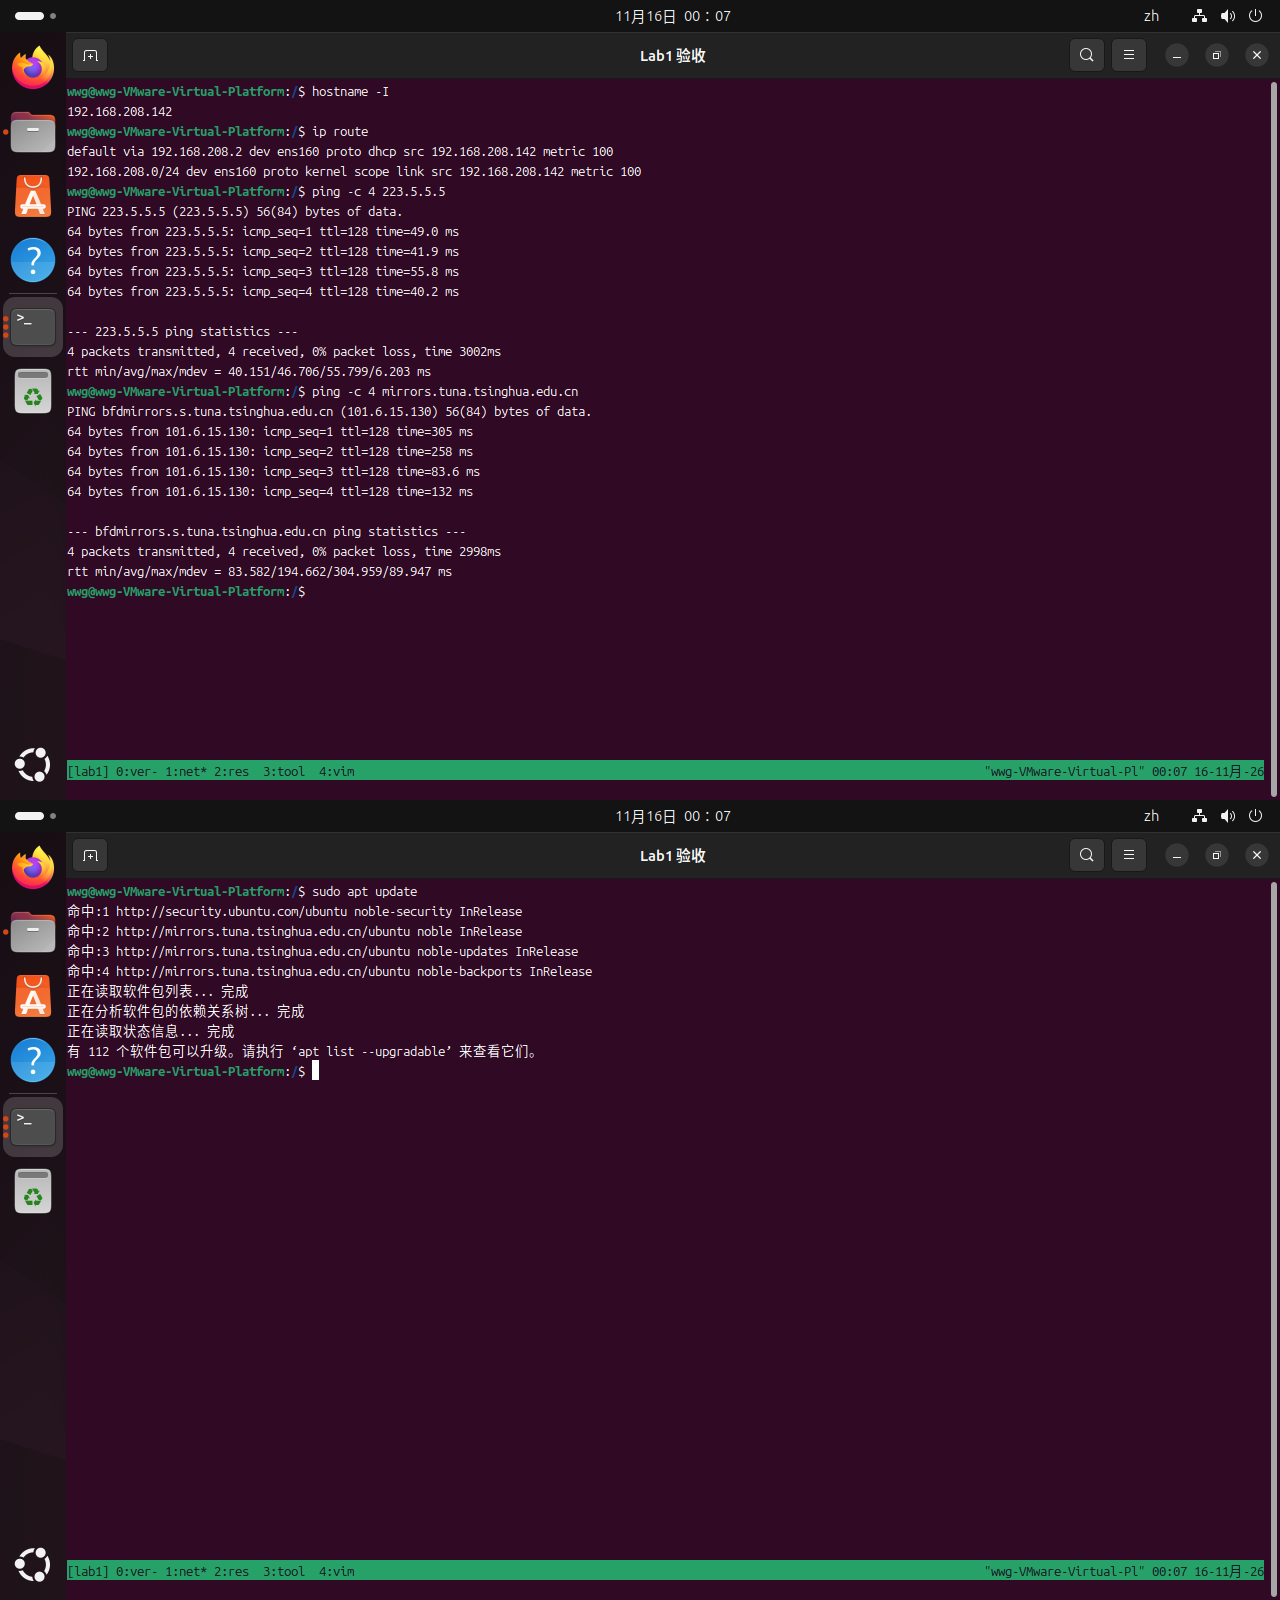 11月16日 00：07
zh
Lab1 验收
wwg@wwg-VMware-Virtual-Platform:/$ hostname -I
192.168.208.142
wwg@wwg-VMware-Virtual-Platform:/$ ip route
default via 192.168.208.2 dev ens160 proto dhcp src 192.168.208.142 metric 100
192.168.208.0/24 dev ens160 proto kernel scope link src 192.168.208.142 metric 100
wwg@wwg-VMware-Virtual-Platform:/$ ping -c 4 223.5.5.5
PING 223.5.5.5 (223.5.5.5) 56(84) bytes of data.
64 bytes from 223.5.5.5: icmp_seq=1 ttl=128 time=49.0 ms
64 bytes from 223.5.5.5: icmp_seq=2 ttl=128 time=41.9 ms
64 bytes from 223.5.5.5: icmp_seq=3 ttl=128 time=55.8 ms
64 bytes from 223.5.5.5: icmp_seq=4 ttl=128 time=40.2 ms
--- 223.5.5.5 ping statistics ---
4 packets transmitted, 4 received, 0% packet loss, time 3002ms
rtt min/avg/max/mdev = 40.151/46.706/55.799/6.203 ms
wwg@wwg-VMware-Virtual-Platform:/$ ping -c 4 mirrors.tuna.tsinghua.edu.cn
PING bfdmirrors.s.tuna.tsinghua.edu.cn (101.6.15.130) 56(84) bytes of data.
64 bytes from 101.6.15.130: icmp_seq=1 ttl=128 time=305 ms
64 bytes from 101.6.15.130: icmp_seq=2 ttl=128 time=258 ms
64 bytes from 101.6.15.130: icmp_seq=3 ttl=128 time=83.6 ms
64 bytes from 101.6.15.130: icmp_seq=4 ttl=128 time=132 ms
--- bfdmirrors.s.tuna.tsinghua.edu.cn ping statistics ---
4 packets transmitted, 4 received, 0% packet loss, time 2998ms
rtt min/avg/max/mdev = 83.582/194.662/304.959/89.947 ms
wwg@wwg-VMware-Virtual-Platform:/$
[lab1] 0:ver- 1:net* 2:res  3:tool  4:vim "wwg-VMware-Virtual-Pl" 00:07 16-11月-26
11月16日 00：07
zh
Lab1 验收
wwg@wwg-VMware-Virtual-Platform:/$ sudo apt update
命中:1 http://security.ubuntu.com/ubuntu noble-security InRelease
命中:2 http://mirrors.tuna.tsinghua.edu.cn/ubuntu noble InRelease
命中:3 http://mirrors.tuna.tsinghua.edu.cn/ubuntu noble-updates InRelease
命中:4 http://mirrors.tuna.tsinghua.edu.cn/ubuntu noble-backports InRelease
正在读取软件包列表... 完成
正在分析软件包的依赖关系树... 完成
正在读取状态信息... 完成
有 112 个软件包可以升级。请执行 ‘apt list --upgradable’ 来查看它们。
wwg@wwg-VMware-Virtual-Platform:/$
[lab1] 0:ver- 1:net* 2:res  3:tool  4:vim "wwg-VMware-Virtual-Pl" 00:07 16-11月-26